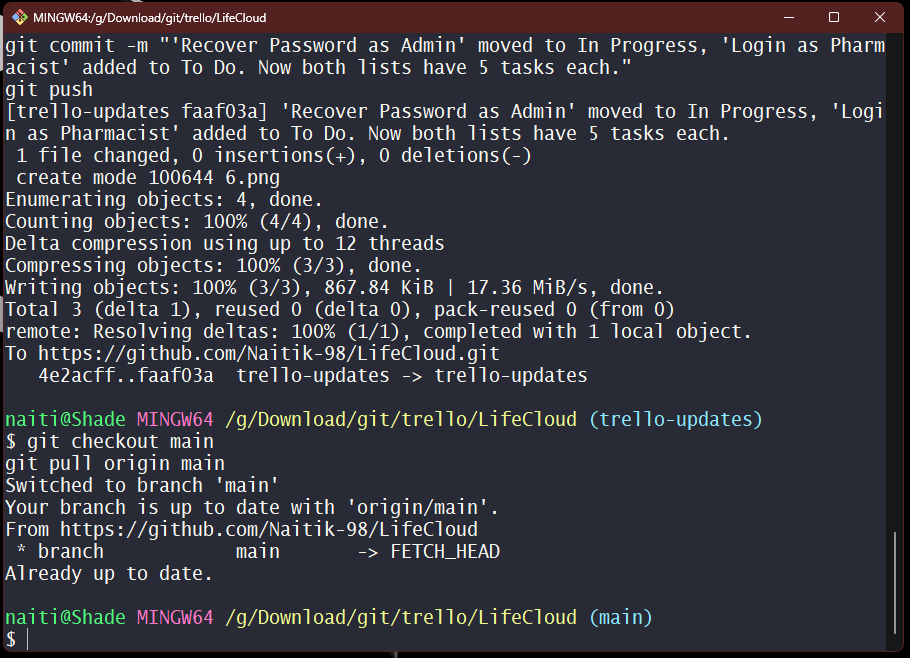 MINGW64:/g/Download/git/trello/LifeCloud
git commit -m "'Recover Password as Admin' moved to In Progress, 'Login as Pharm
acist' added to To Do. Now both lists have 5 tasks each."
git push
[trello-updates faaf03a] 'Recover Password as Admin' moved to In Progress, 'Logi
n as Pharmacist' added to To Do. Now both lists have 5 tasks each.
 1 file changed, 0 insertions(+), 0 deletions(-)
 create mode 100644 6.png
Enumerating objects: 4, done.
Counting objects: 100% (4/4), done.
Delta compression using up to 12 threads
Compressing objects: 100% (3/3), done.
Writing objects: 100% (3/3), 867.84 KiB | 17.36 MiB/s, done.
Total 3 (delta 1), reused 0 (delta 0), pack-reused 0 (from 0)
remote: Resolving deltas: 100% (1/1), completed with 1 local object.
To https://github.com/Naitik-98/LifeCloud.git
   4e2acff..faaf03a  trello-updates -> trello-updates
naiti@Shade MINGW64 /g/Download/git/trello/LifeCloud (trello-updates)
$ git checkout main
git pull origin main
Switched to branch 'main'
Your branch is up to date with 'origin/main'.
From https://github.com/Naitik-98/LifeCloud
 * branch            main       -> FETCH_HEAD
Already up to date.
naiti@Shade MINGW64 /g/Download/git/trello/LifeCloud (main)
$